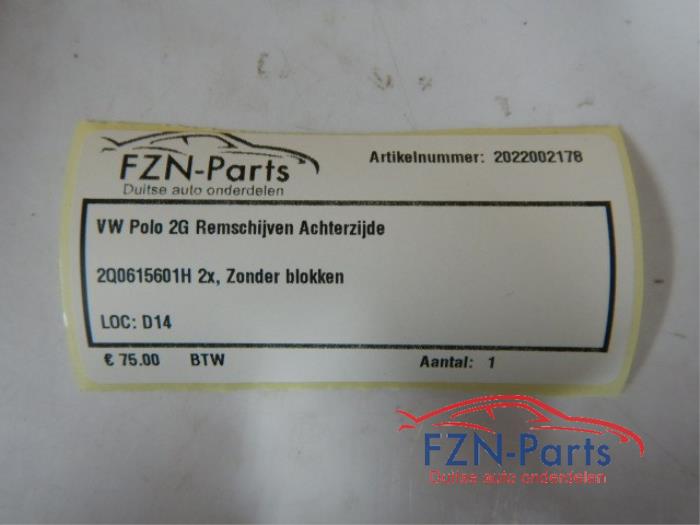 FZN-Parts
Duitse auto onderdelen
Artikelnummer: 2022002178
VW Polo 2G Remschijven Achterzijde
2Q0615601H 2x, Zonder blokken
LOC: D14
€ 75.00 BTW Aantal: 1
FZN-Parts
Duitse auto onderdelen